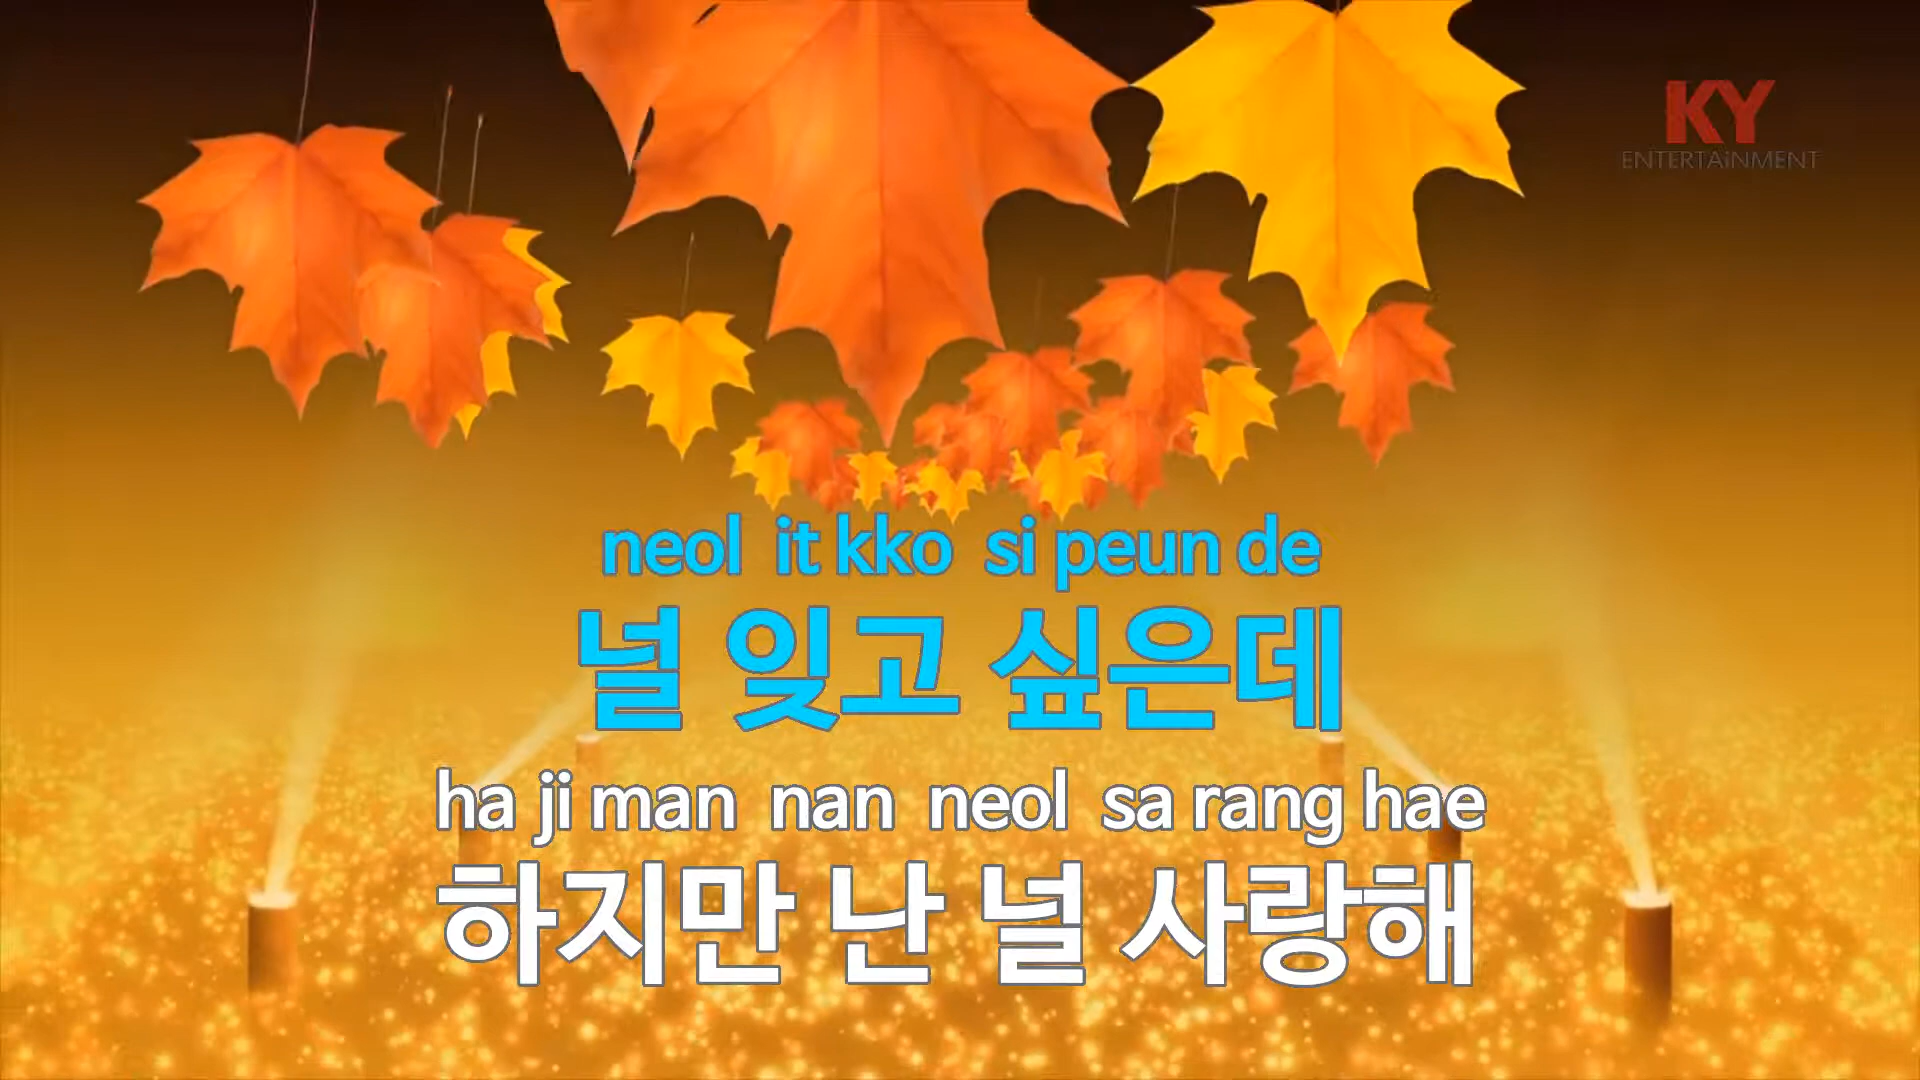 KY
ENTERTAiNMENT
neol it kko si peun de
널 잊고 싶은데
ha ji man nan neol sa rang hae
하지만 난 널 사랑해